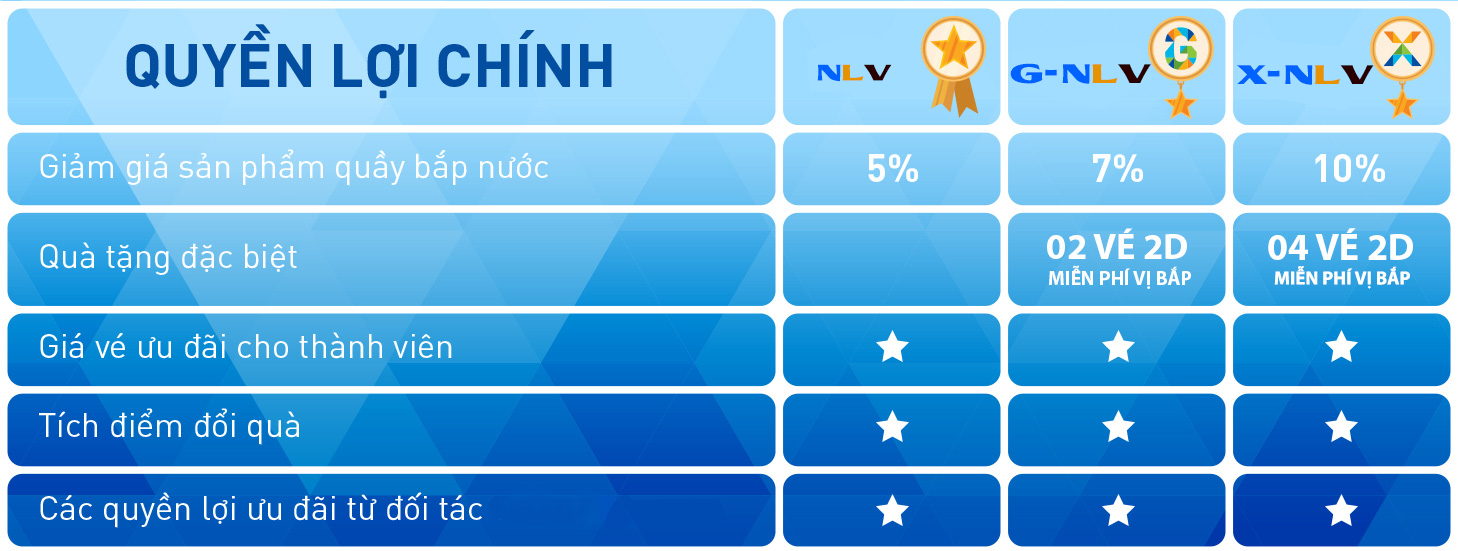 QUYỀN LỢI CHÍNH
NLV
G-NLV
G
X-NLV
X
Giảm giá sản phẩm quầy bắp nước
5%
7%
10%
Quà tặng đặc biệt
02 VÉ 2D
MIỄN PHÍ VỊ BẮP
04 VÉ 2D
MIỄN PHÍ VỊ BẮP
Giá vé ưu đãi cho thành viên
Tích điểm đổi quà
Các quyền lợi ưu đãi từ đối tác